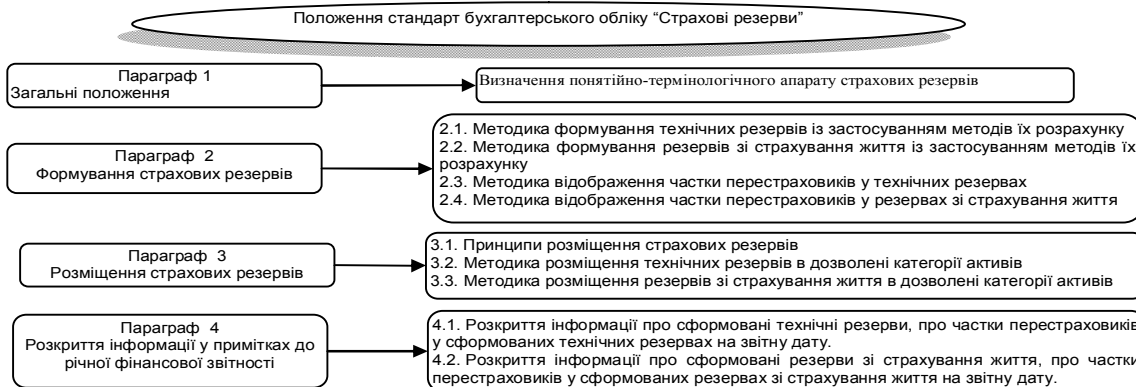 Положення стандарт бухгалтерського обліку “Страхові резерви”
Параграф 1
Загальні положення
Визначення понятійно-термінологічного апарату страхових резервів
Параграф 2
Формування страхових резервів
2.1. Методика формування технічних резервів із застосуванням методів їх розрахунку
2.2. Методика формування резервів зі страхування життя із застосуванням методів їх
розрахунку
2.3. Методика відображення частки перестраховиків у технічних резервах
2.4. Методика відображення частки перестраховиків у резервах зі страхування життя
Параграф 3
Розміщення страхових резервів
3.1. Принципи розміщення страхових резервів
3.2. Методика розміщення технічних резервів в дозволені категорії активів
3.3. Методика розміщення резервів зі страхування життя в дозволені категорії активів
Параграф 4
Розкриття інформації у примітках до
річної фінансової звітності
4.1. Розкриття інформації про сформовані технічні резерви, про частки перестраховиків
у сформованих технічних резервах на звітну дату.
4.2. Розкриття інформації про сформовані резерви зі страхування життя, про частки
перестраховиків у сформованих резервах зі страхування життя на звітну дату.